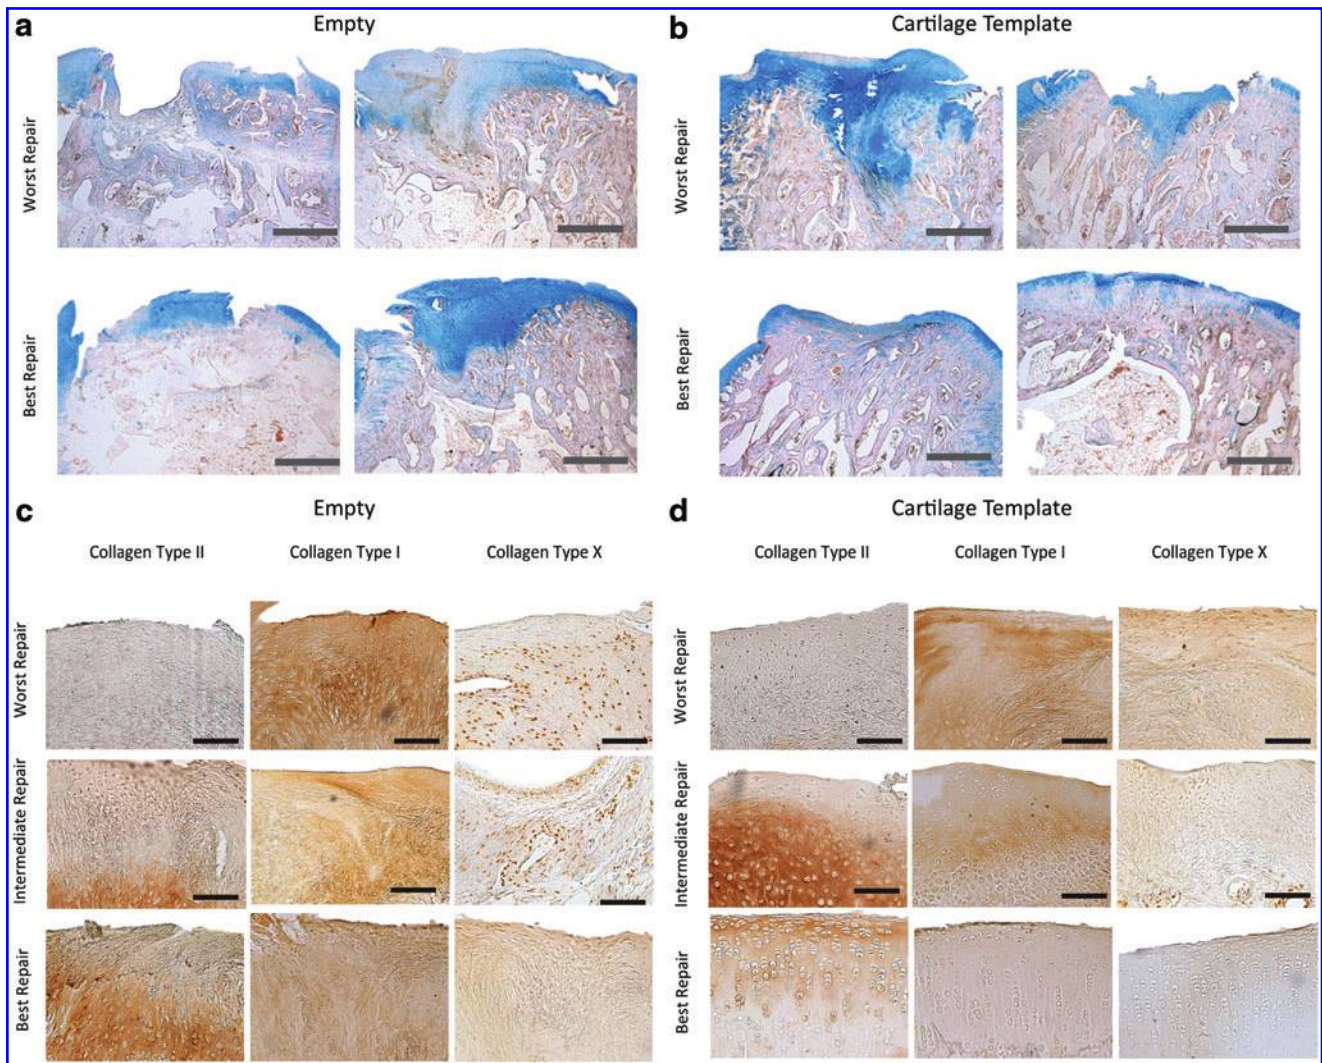 a
Empty
b
Cartilage Template
Worst Repair
Worst Repair
Best Repair
Best Repair
c
Empty
d
Cartilage Template
Collagen Type II
Collagen Type I
Collagen Type X
Collagen Type II
Collagen Type I
Collagen Type X
Worst Repair
Worst Repair
Intermediate Repair
Intermediate Repair
Best Repair
Best Repair